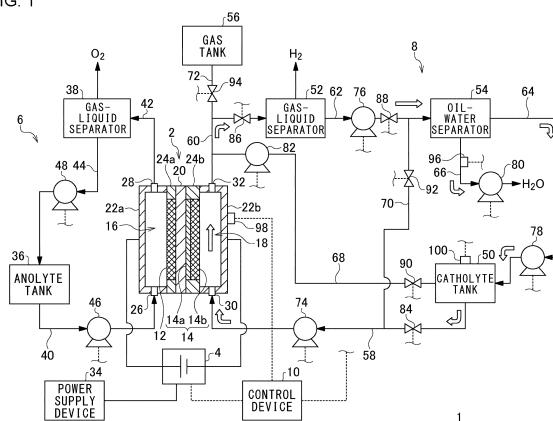 FIG. 1
56
GAS
TANK
O₂
H₂
8
72
94
38
42
52
62
76
88
54
64
GAS-
LIQUID
SEPARATOR
GAS-
LIQUID
SEPARATOR
OIL-
WATER
SEPARATOR
6
2
60
86
44
24a 20 24b
82
96
66
80
H₂O
48
28
32
92
70
22a
22b
98
16
18
78
36
100
50
ANOLYTE
TANK
68
90
CATHOLYTE
TANK
46
26
30
74
84
12
14a
14b
14
40
58
4
34
10
POWER
SUPPLY
DEVICE
CONTROL
DEVICE
1